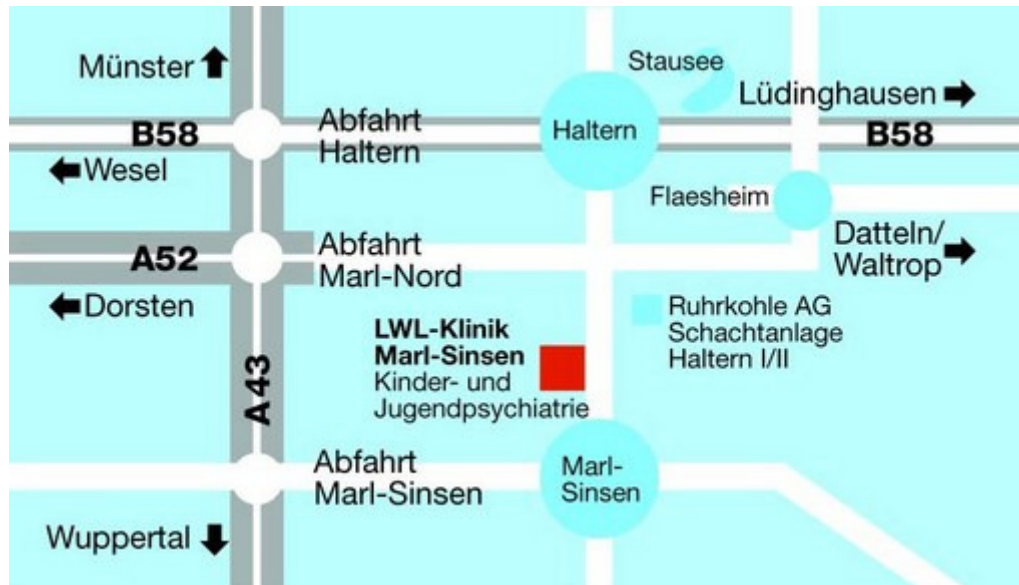 Münster
Stausee
Lüdinghausen
B58
Abfahrt
Haltern
Haltern
B58
Wesel
Flaesheim
A52
Abfahrt
Marl-Nord
Datteln/
Waltrop
Dorsten
Ruhrkohle AG
Schachtanlage
Haltern I/II
LWL-Klinik
Marl-Sinsen
Kinder- und
Jugendpsychiatrie
A43
Abfahrt
Marl-Sinsen
Marl-
Sinsen
Wuppertal